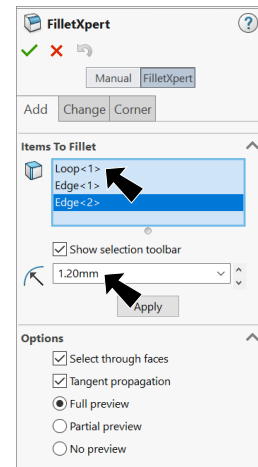 FilletXpert
?
Manual FilletXpert
Add Change Corner
Items To Fillet
Loop<1>
Edge<1>
Edge<2>
Show selection toolbar
1.20mm
Apply
Options
Select through faces
Tangent propagation
Full preview
Partial preview
No preview